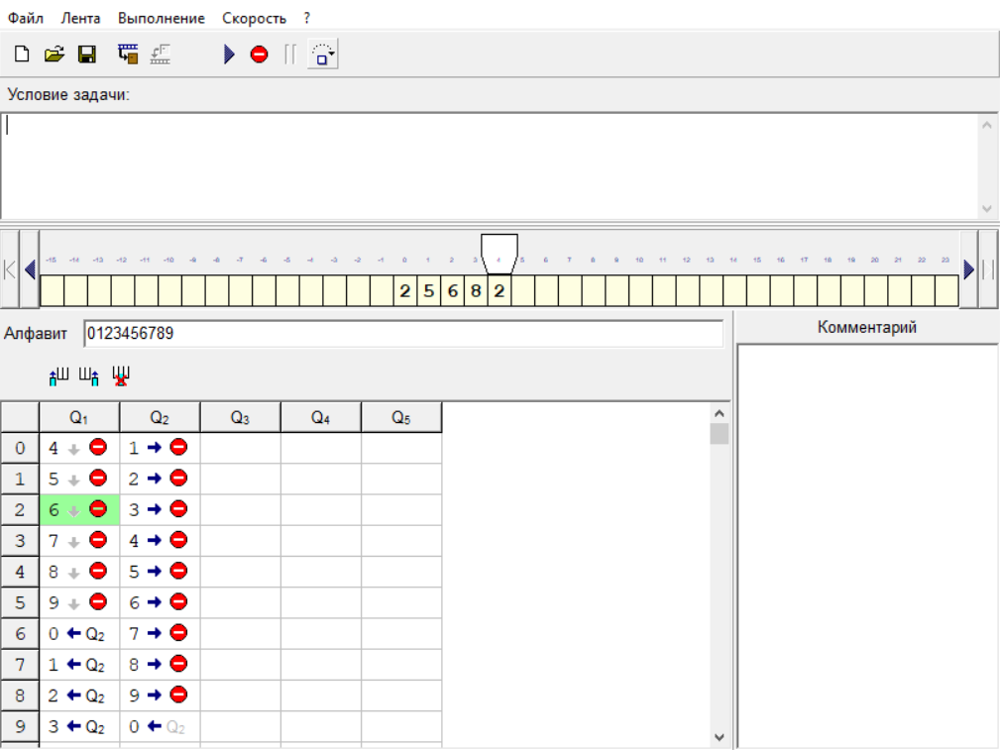 Файл Лента Выполнение Скорость ?
Условие задачи:
-15 -14 -13 -12 -11 -10 -9 -8 -7 -6 -5 -4 -3 -2 -1 0 1 2 3 4 5 6 7 8 9 10 11 12 13 14 15 16 17 18 19 20 21 22 23
2 5 6 8 2
Алфавит 0123456789
Комментарий
Q1 Q2 Q3 Q4 Q5
0 4 ↓ 1 →
1 5 ↓ 2 →
2 6 ↓ 3 →
3 7 ↓ 4 →
4 8 ↓ 5 →
5 9 ↓ 6 →
6 0 ← Q2 7 →
7 1 ← Q2 8 →
8 2 ← Q2 9 →
9 3 ← Q2 0 ← Q2